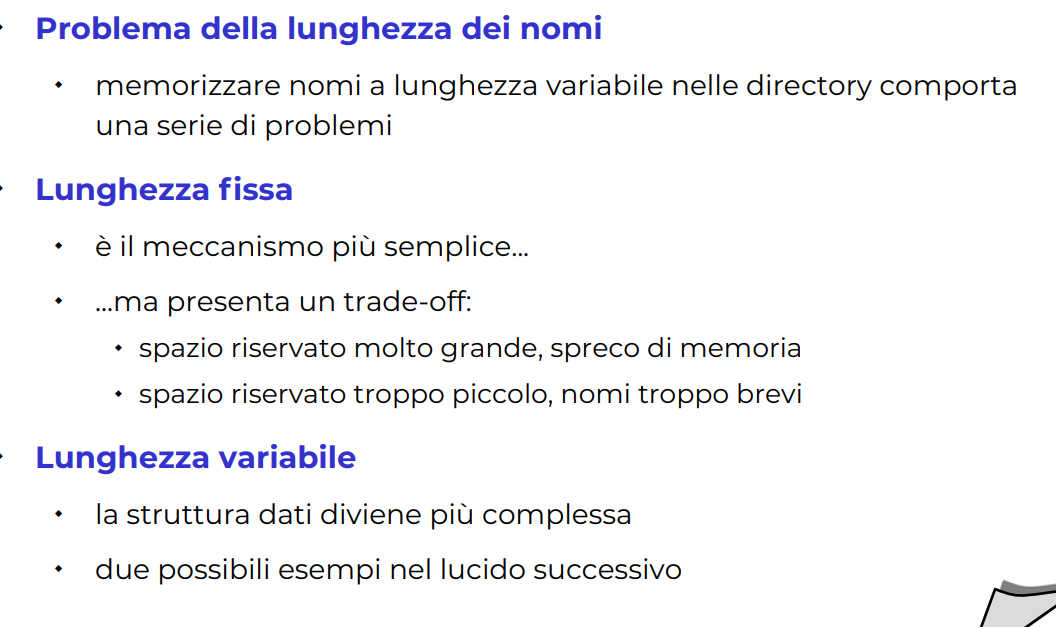 Problema della lunghezza dei nomi
memorizzare nomi a lunghezza variabile nelle directory comporta
una serie di problemi
Lunghezza fissa
è il meccanismo più semplice...
...ma presenta un trade-off:
spazio riservato molto grande, spreco di memoria
spazio riservato troppo piccolo, nomi troppo brevi
Lunghezza variabile
la struttura dati diviene più complessa
due possibili esempi nel lucido successivo